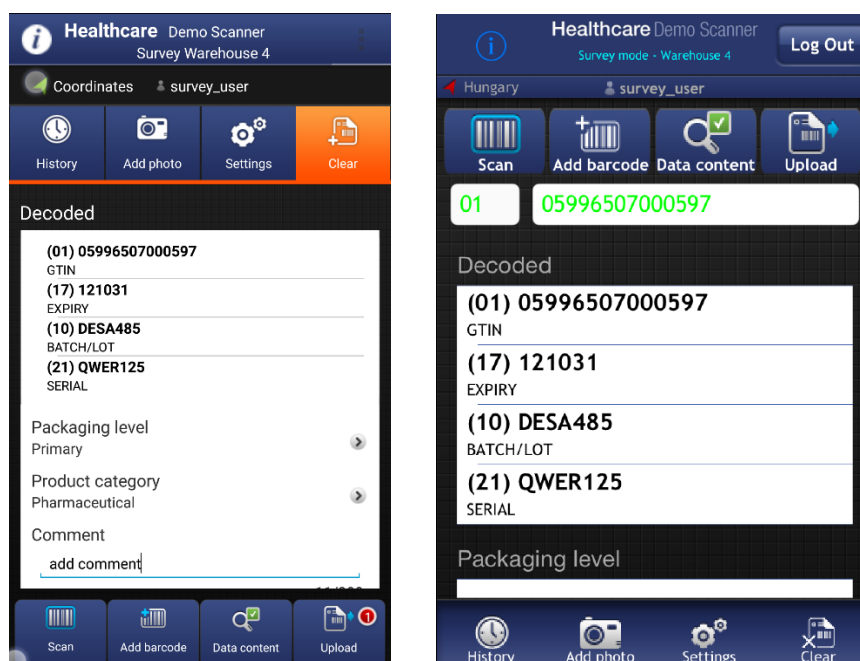 Healthcare Demo Scanner
Survey Warehouse 4
Coordinates survey_user
History Add photo Settings Clear
Decoded
(01) 05996507000597
GTIN
(17) 121031
EXPIRY
(10) DESA485
BATCH/LOT
(21) QWER125
SERIAL
Packaging level
Primary
Product category
Pharmaceutical
Comment
add comment
Scan Add barcode Data content Upload
1
Healthcare Demo Scanner
Survey mode - Warehouse 4
Log Out
Hungary survey_user
Scan Add barcode Data content Upload
01 05996507000597
Decoded
(01) 05996507000597
GTIN
(17) 121031
EXPIRY
(10) DESA485
BATCH/LOT
(21) QWER125
SERIAL
Packaging level
History Add photo Settings Clear